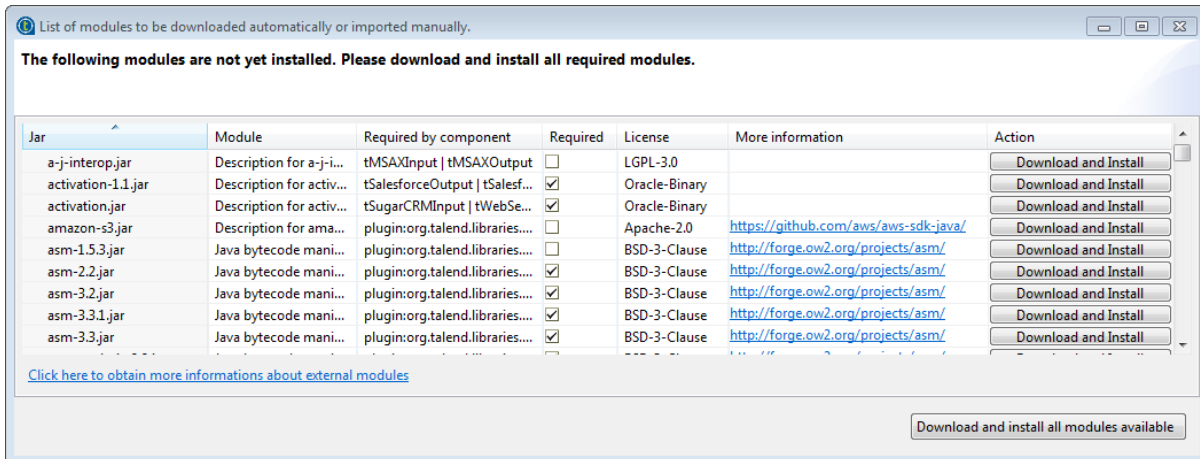 List of modules to be downloaded automatically or imported manually.
The following modules are not yet installed. Please download and install all required modules.
Jar Module Required by component Required License More information Action
a-j-interop.jar Description for a-j-i... tMSAXInput | tMSAXOutput LGPL-3.0 Download and Install
activation-1.1.jar Description for activ... tSalesforceOutput | tSalesf... Oracle-Binary Download and Install
activation.jar Description for activ... tSugarCRMInput | tWebSe... Oracle-Binary Download and Install
amazon-s3.jar Description for ama... plugin:org.talend.libraries.... Apache-2.0 https://github.com/aws/aws-sdk-java/ Download and Install
asm-1.5.3.jar Java bytecode mani... plugin:org.talend.libraries.... BSD-3-Clause http://forge.ow2.org/projects/asm/ Download and Install
asm-2.2.jar Java bytecode mani... plugin:org.talend.libraries.... BSD-3-Clause http://forge.ow2.org/projects/asm/ Download and Install
asm-3.2.jar Java bytecode mani... plugin:org.talend.libraries.... BSD-3-Clause http://forge.ow2.org/projects/asm/ Download and Install
asm-3.3.1.jar Java bytecode mani... plugin:org.talend.libraries.... BSD-3-Clause http://forge.ow2.org/projects/asm/ Download and Install
asm-3.3.jar Java bytecode mani... plugin:org.talend.libraries.... BSD-3-Clause http://forge.ow2.org/projects/asm/ Download and Install
Click here to obtain more informations about external modules
Download and install all modules available